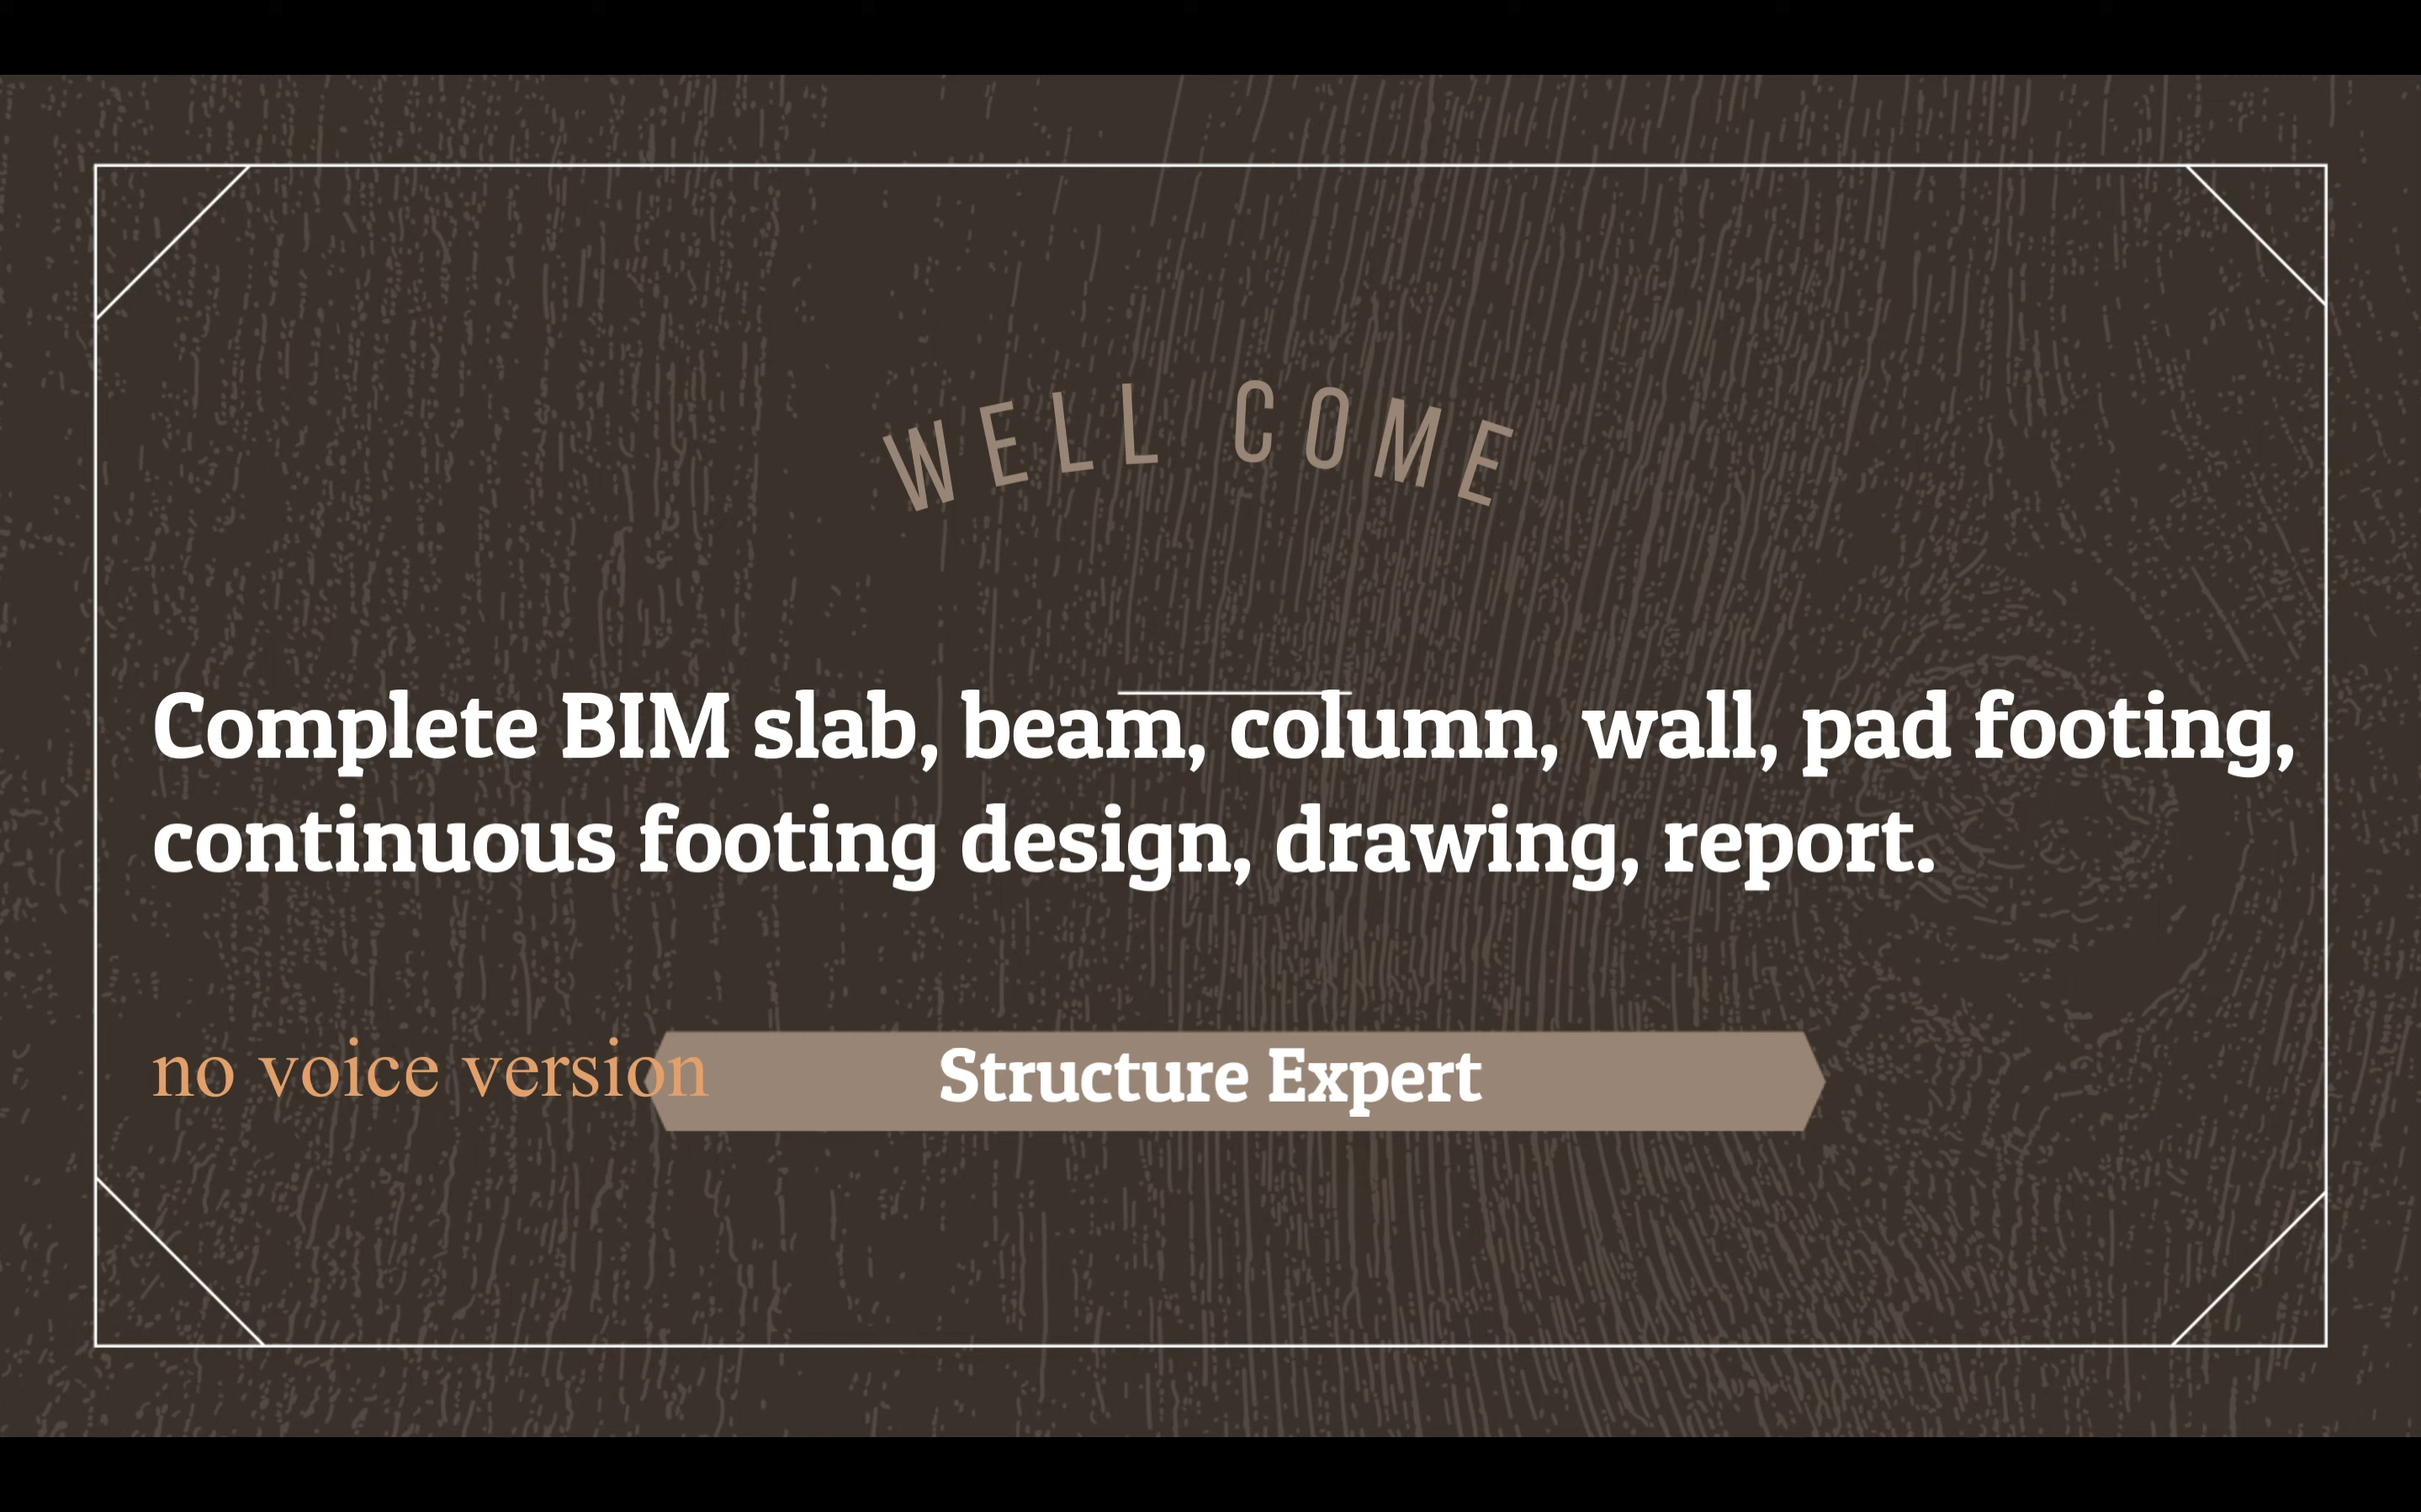 WELL COME
Complete BIM slab, beam, column, wall, pad footing,
continuous footing design, drawing, report.
no voice version
Structure Expert